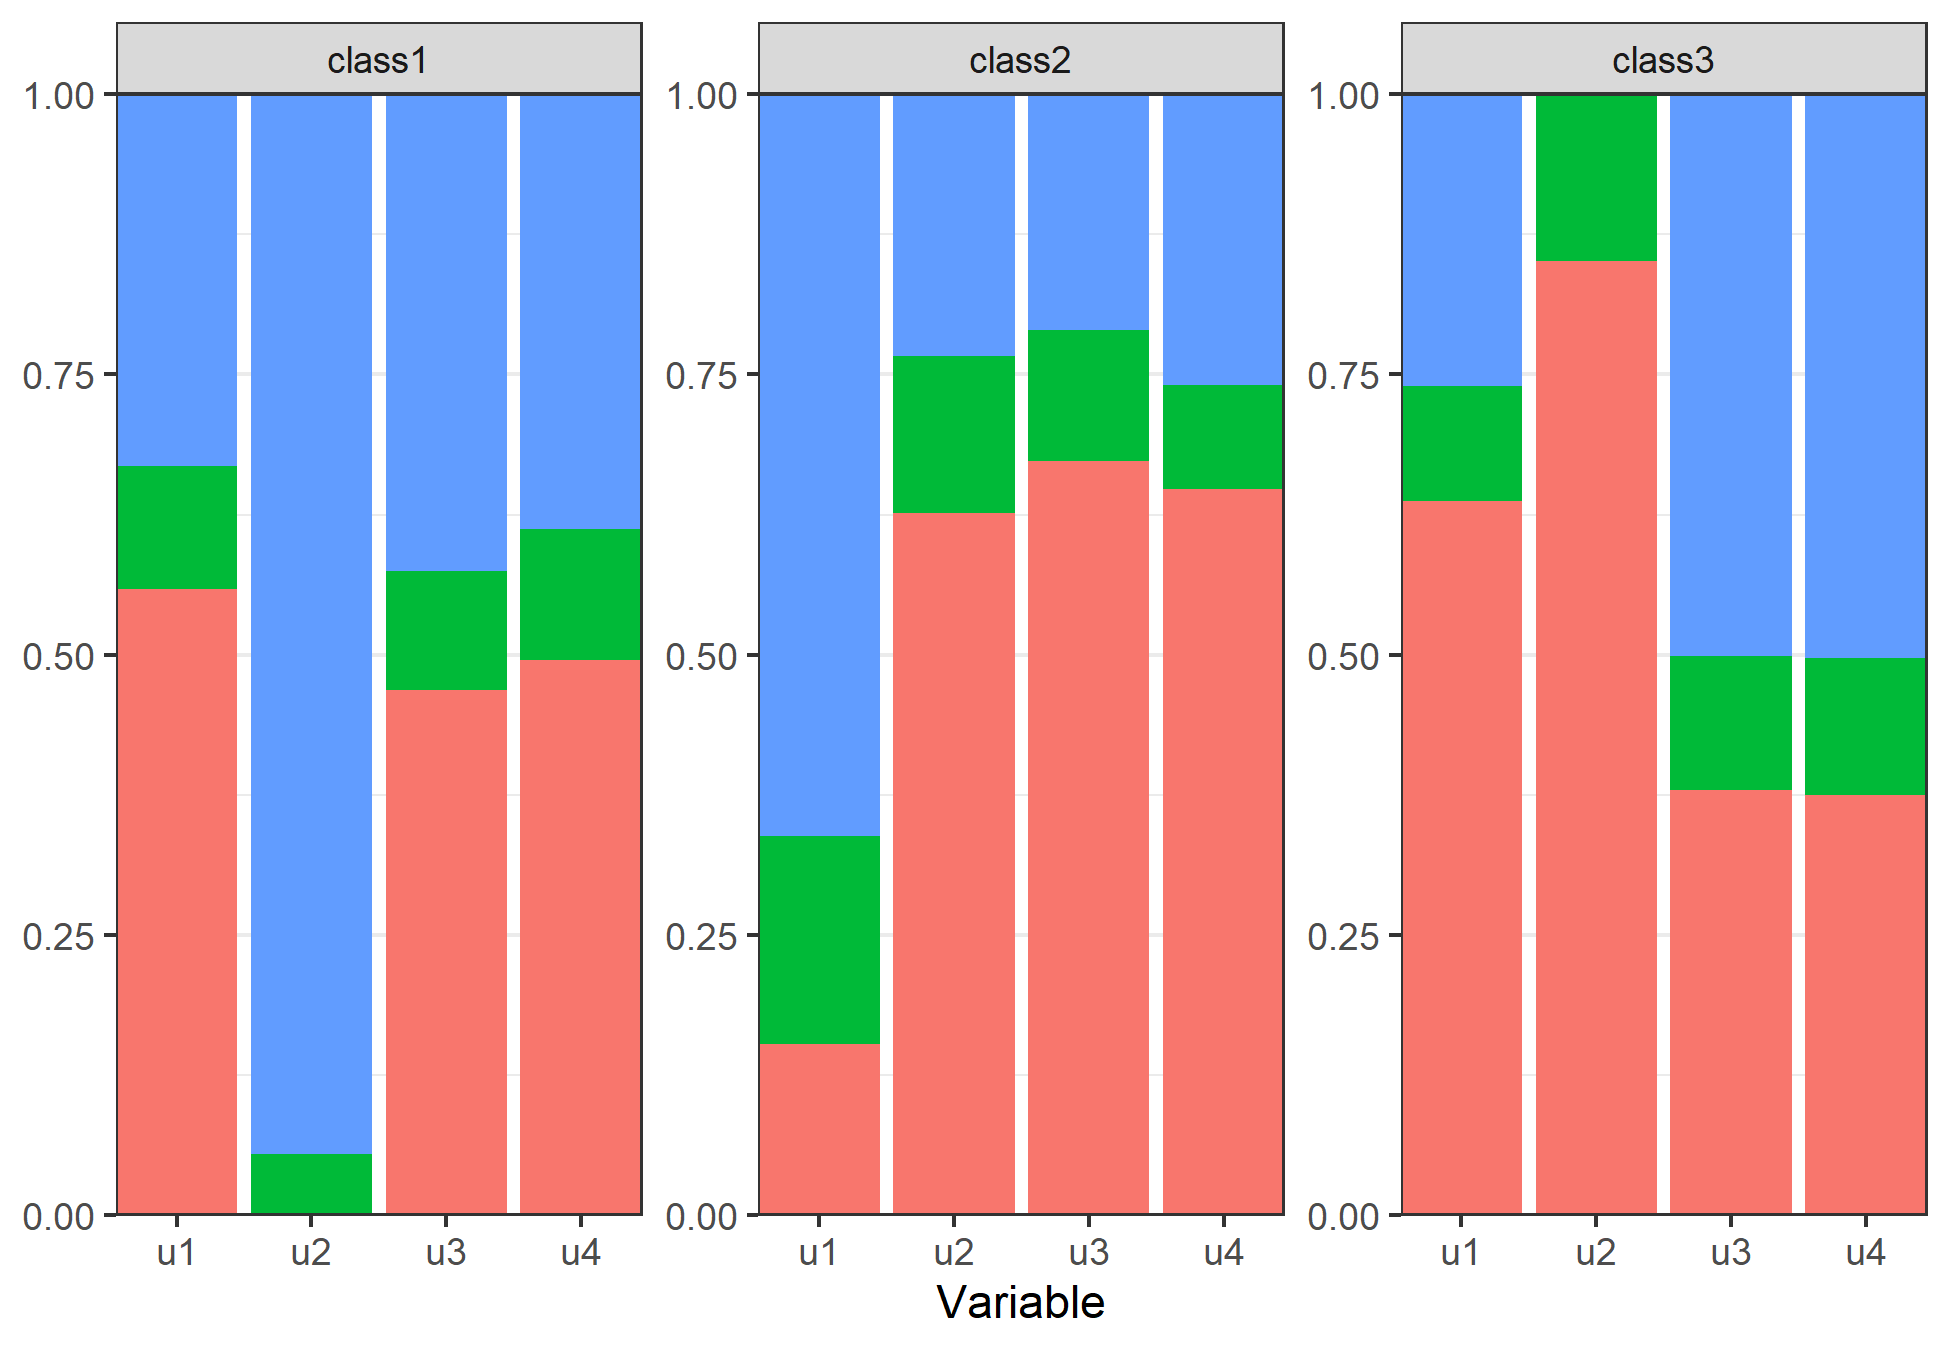 class1 class2 class3
1.00 1.00 1.00
0.75 0.75 0.75
0.50 0.50 0.50
0.25 0.25 0.25
0.00 0.00 0.00
u1 u2 u3 u4 u1 u2 u3 u4 u1 u2 u3 u4
Variable